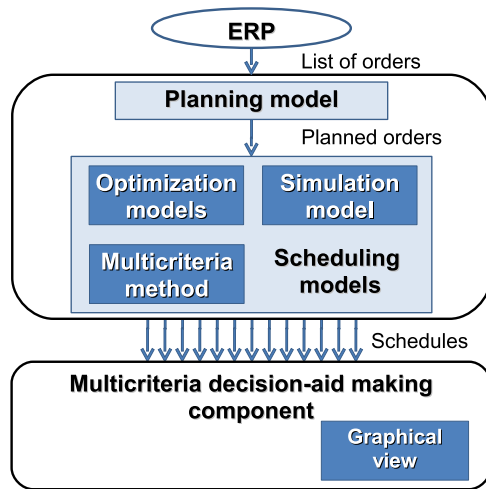 ERP
List of orders
Planning model
Planned orders
Optimization
models
Simulation
model
Multicriteria
method
Scheduling
models
Schedules
Multicriteria decision-aid making
component
Graphical
view